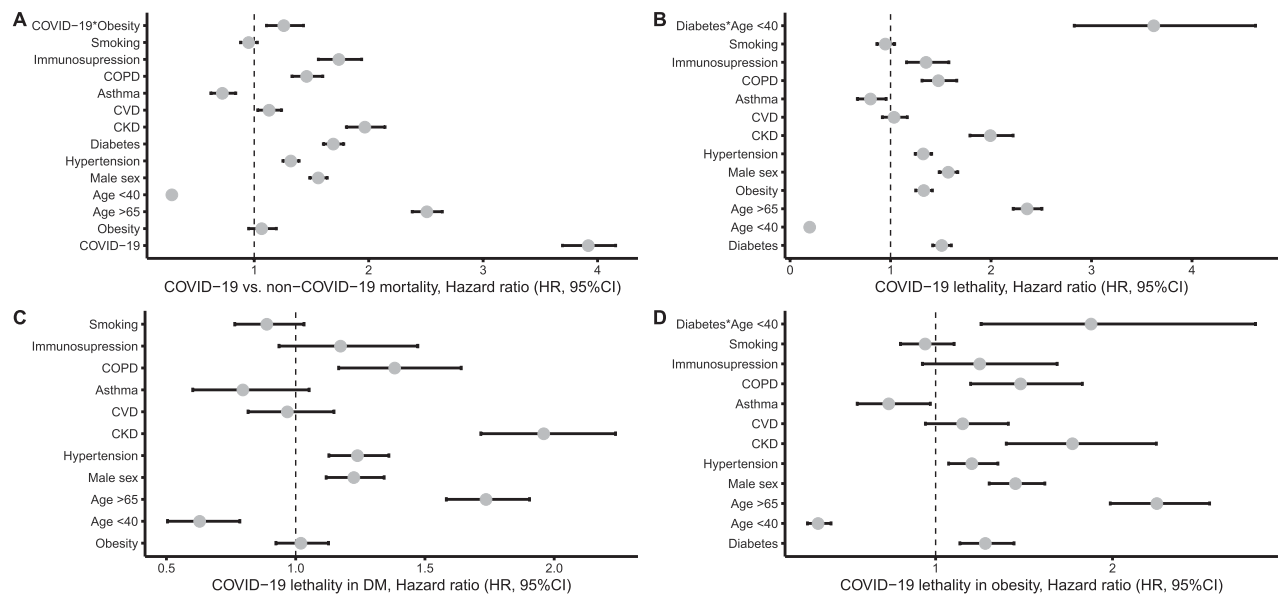 A
COVID−19*Obesity
Smoking
Immunosupression
COPD
Asthma
CVD
CKD
Diabetes
Hypertension
Male sex
Age <40
Age >65
Obesity
COVID−19
1 2 3 4
COVID−19 vs. non−COVID−19 mortality, Hazard ratio (HR, 95%CI)
B
Diabetes*Age <40
Smoking
Immunosupression
COPD
Asthma
CVD
CKD
Hypertension
Male sex
Obesity
Age >65
Age <40
Diabetes
0 1 2 3 4
COVID−19 lethality, Hazard ratio (HR, 95%CI)
C
Smoking
Immunosupression
COPD
Asthma
CVD
CKD
Hypertension
Male sex
Age >65
Age <40
Obesity
0.5 1.0 1.5 2.0
COVID−19 lethality in DM, Hazard ratio (HR, 95%CI)
D
Diabetes*Age <40
Smoking
Immunosupression
COPD
Asthma
CVD
CKD
Hypertension
Male sex
Age >65
Age <40
Diabetes
1 2
COVID−19 lethality in obesity, Hazard ratio (HR, 95%CI)